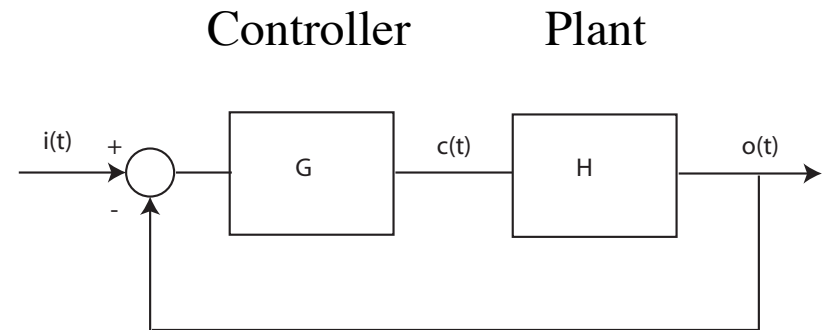 Controller Plant
i(t) + c(t) o(t)
G H
-